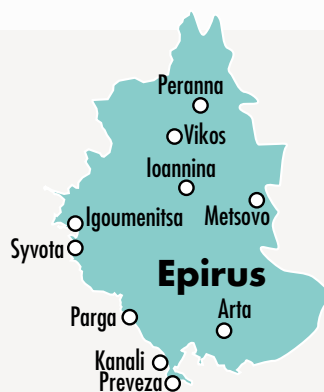 Peranna
Vikos
Ioannina
Igoumenitsa
Metsovo
Syvota
Epirus
Parga
Arta
Kanali
Preveza